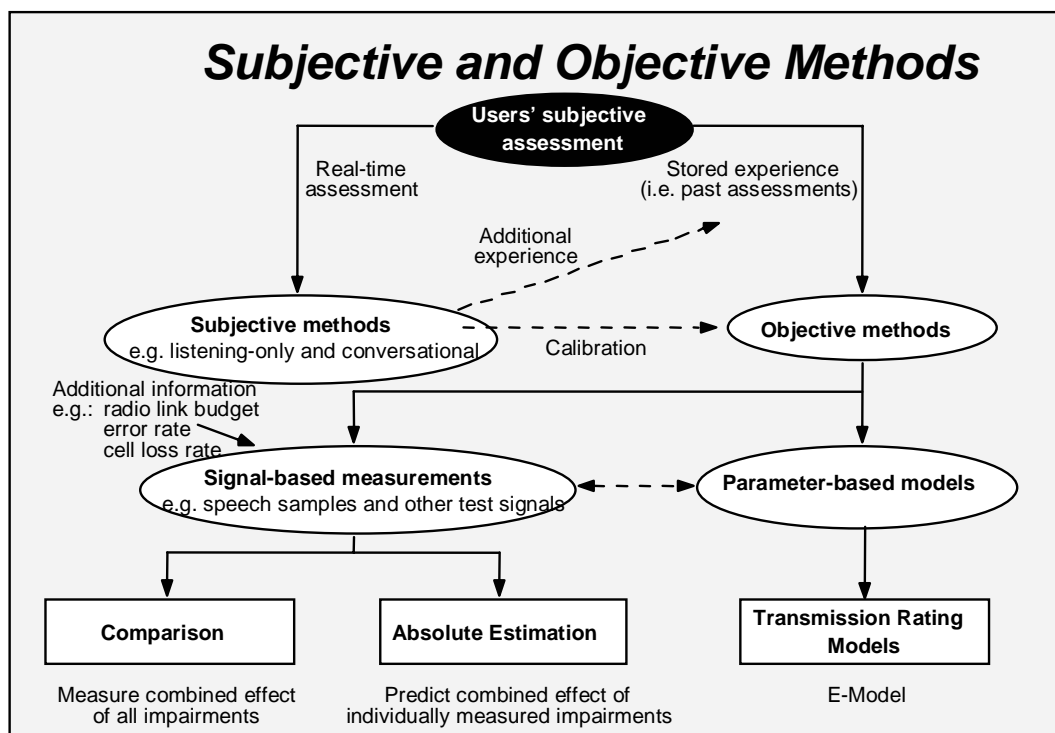 Subjective and Objective Methods
Users' subjective
assessment
Real-time
assessment
Stored experience
(i.e. past assessments)
Additional
experience
Subjective methods
e.g. listening-only and conversational
Calibration
Objective methods
Additional information
e.g.: radio link budget
error rate
cell loss rate
Signal-based measurements
e.g. speech samples and other test signals
Parameter-based models
Comparison
Absolute Estimation
Transmission Rating
Models
Measure combined effect
of all impairments
Predict combined effect of
individually measured impairments
E-Model